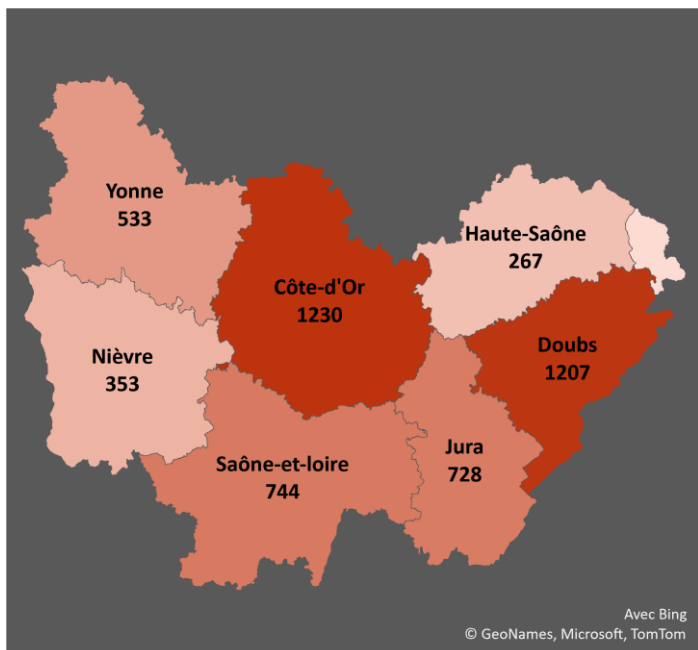 Yonne
533
Haute-Saône
267
Côte-d'Or
1230
Doubs
1207
Nièvre
353
Saône-et-loire
744
Jura
728
Avec Bing
© GeoNames, Microsoft, TomTom